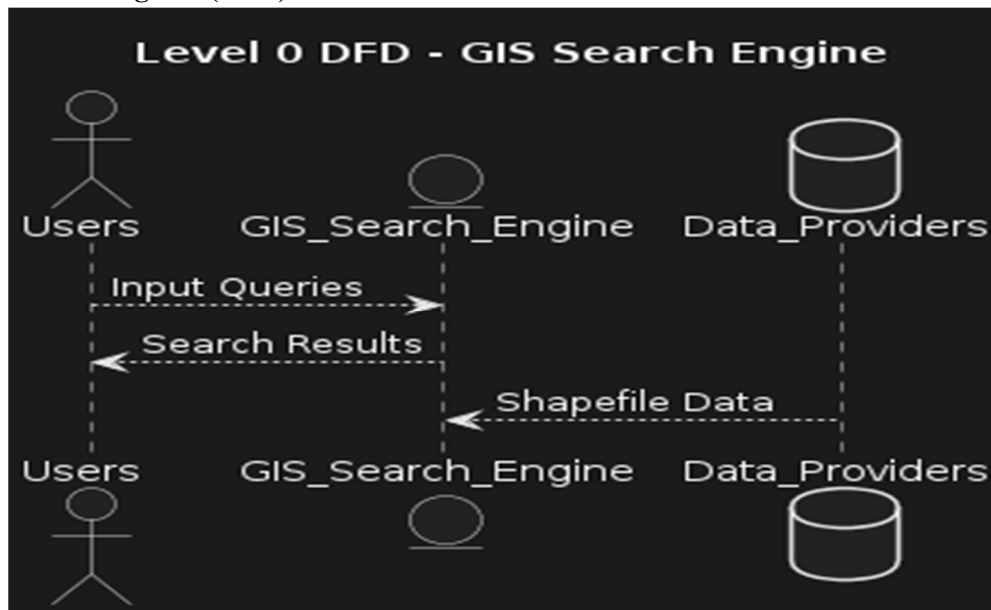 Level 0 DFD - GIS Search Engine
Users GIS_Search_Engine Data_Providers
Input Queries
Search Results
Shapefile Data
Users GIS_Search_Engine Data_Providers